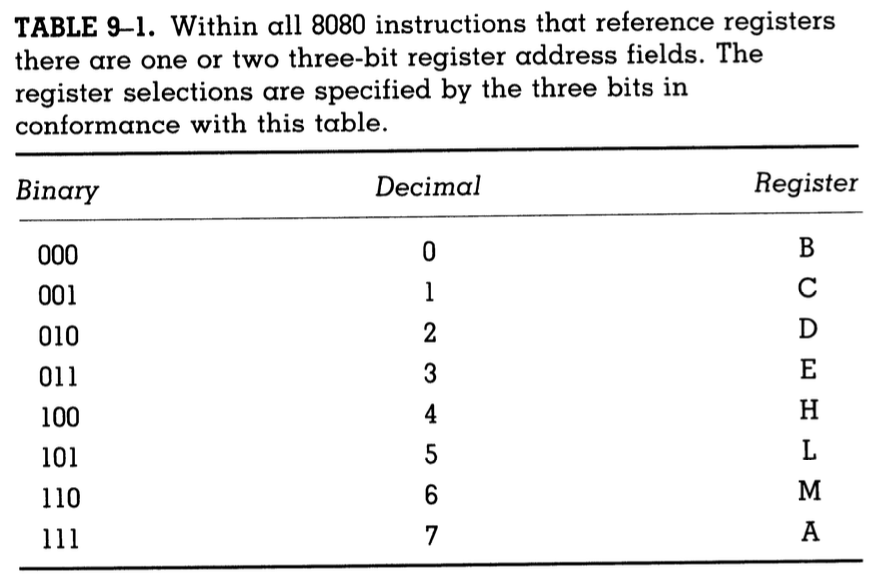 TABLE 9–1. Within all 8080 instructions that reference registers
there are one or two three-bit register address fields. The
register selections are specified by the three bits in
conformance with this table.
Binary Decimal Register
000 0 B
001 1 C
010 2 D
011 3 E
100 4 H
101 5 L
110 6 M
111 7 A